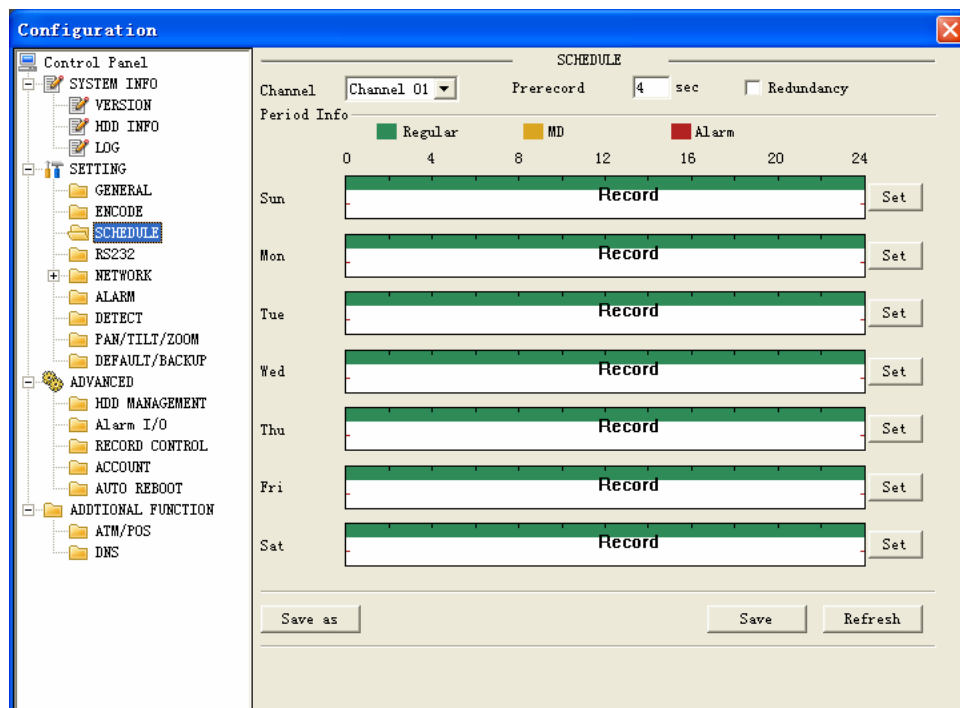 Configuration
Control Panel
SYSTEM INFO
VERSION
HDD INFO
LOG
SETTING
GENERAL
ENCODE
SCHEDULE
RS232
NETWORK
ALARM
DETECT
PAN/TILT/ZOOM
DEFAULT/BACKUP
ADVANCED
HDD MANAGEMENT
Alarm I/O
RECORD CONTROL
ACCOUNT
AUTO REBOOT
ADDTIONAL FUNCTION
ATM/POS
DNS
SCHEDULE
Channel Channel 01 Prerecord 4 sec Redundancy
Period Info
Regular MD Alarm
0 4 8 12 16 20 24
Sun Record Set
Mon Record Set
Tue Record Set
Wed Record Set
Thu Record Set
Fri Record Set
Sat Record Set
Save as Save Refresh